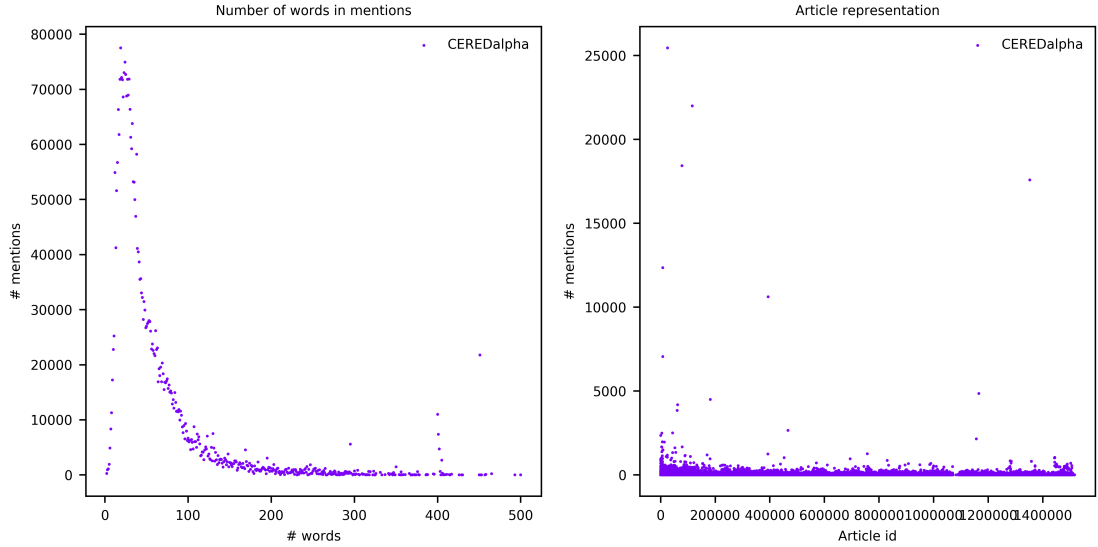 Number of words in mentions
CEREDalpha
80000
70000
60000
50000
40000
30000
20000
10000
0
# mentions
0 100 200 300 400 500
# words
Article representation
CEREDalpha
25000
20000
15000
10000
5000
0
# mentions
0 200000 400000 600000 800000 1000000 1200000 1400000
Article id